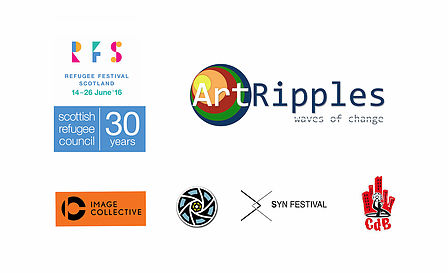 RFS
REFUGEE FESTIVAL
SCOTLAND
14–26 June '16
scottish
refugee
council
30
years
ArtRipples
waves of change
IMAGE
COLLECTIVE
SYN FESTIVAL
CdB